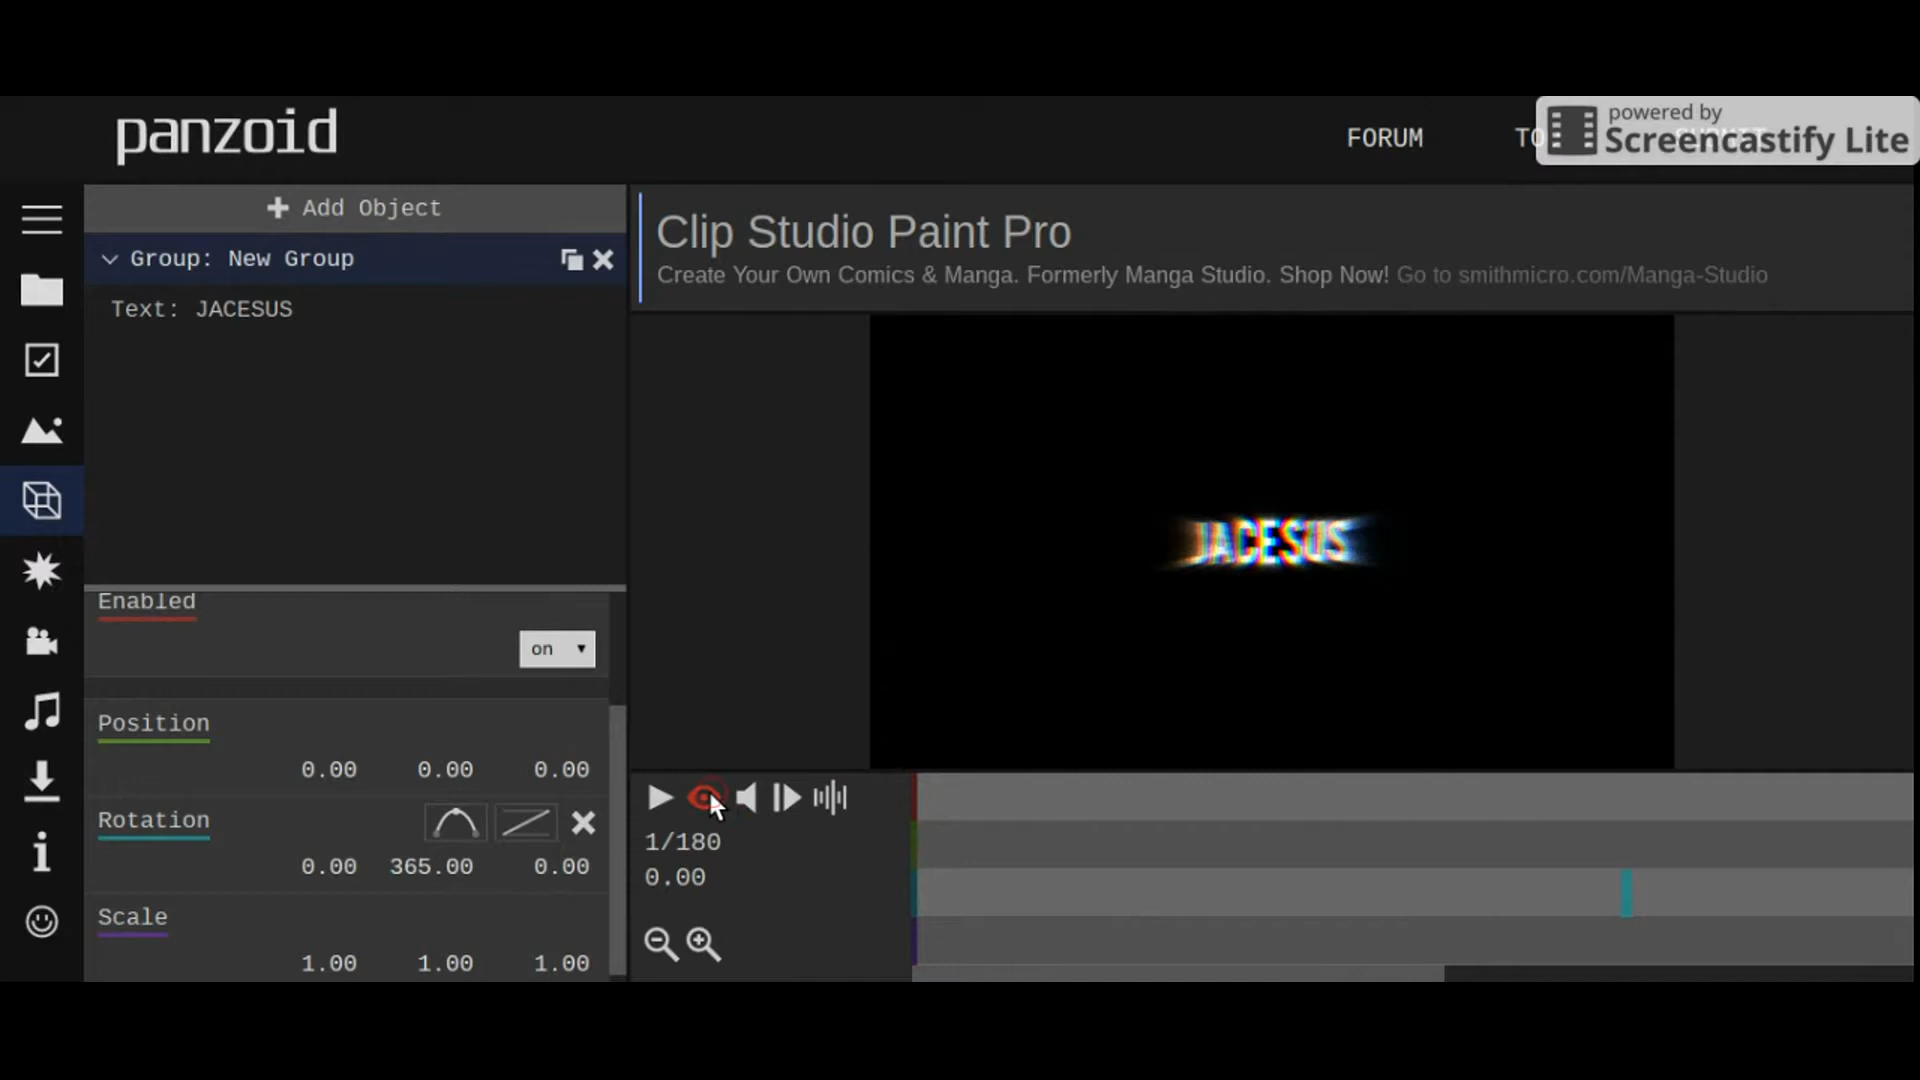 panzoid
FORUM
TO
powered by
Screencastify Lite
Add Object
Group: New Group
Text: JACESUS
Clip Studio Paint Pro
Create Your Own Comics & Manga. Formerly Manga Studio. Shop Now! Go to smithmicro.com/Manga-Studio
JACESUS
Enabled
on
Position
0.00 0.00 0.00
Rotation
0.00 365.00 0.00
Scale
1.00 1.00 1.00
1/180
0.00